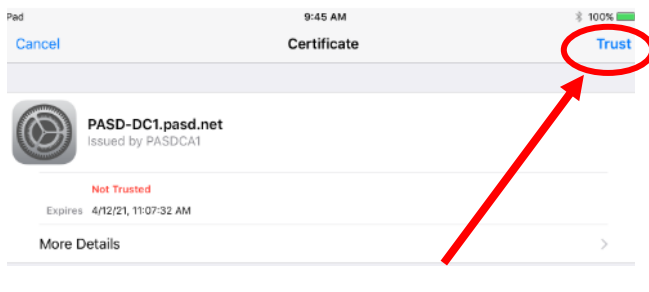 Pad 9:45 AM 100%
Cancel Certificate Trust
PASD-DC1.pasd.net
Issued by PASDCA1
Not Trusted
Expires 4/12/21, 11:07:32 AM
More Details